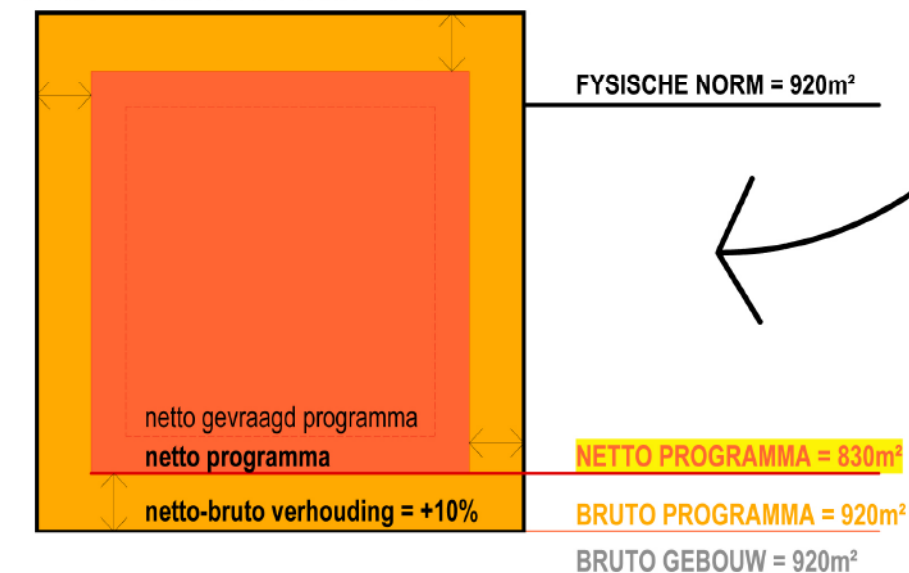 FYSISCHE NORM = 920m²
netto gevraagd programma
netto programma
NETTO PROGRAMMA = 830m²
netto-bruto verhouding = +10%
BRUTO PROGRAMMA = 920m²
BRUTO GEBOUW = 920m²